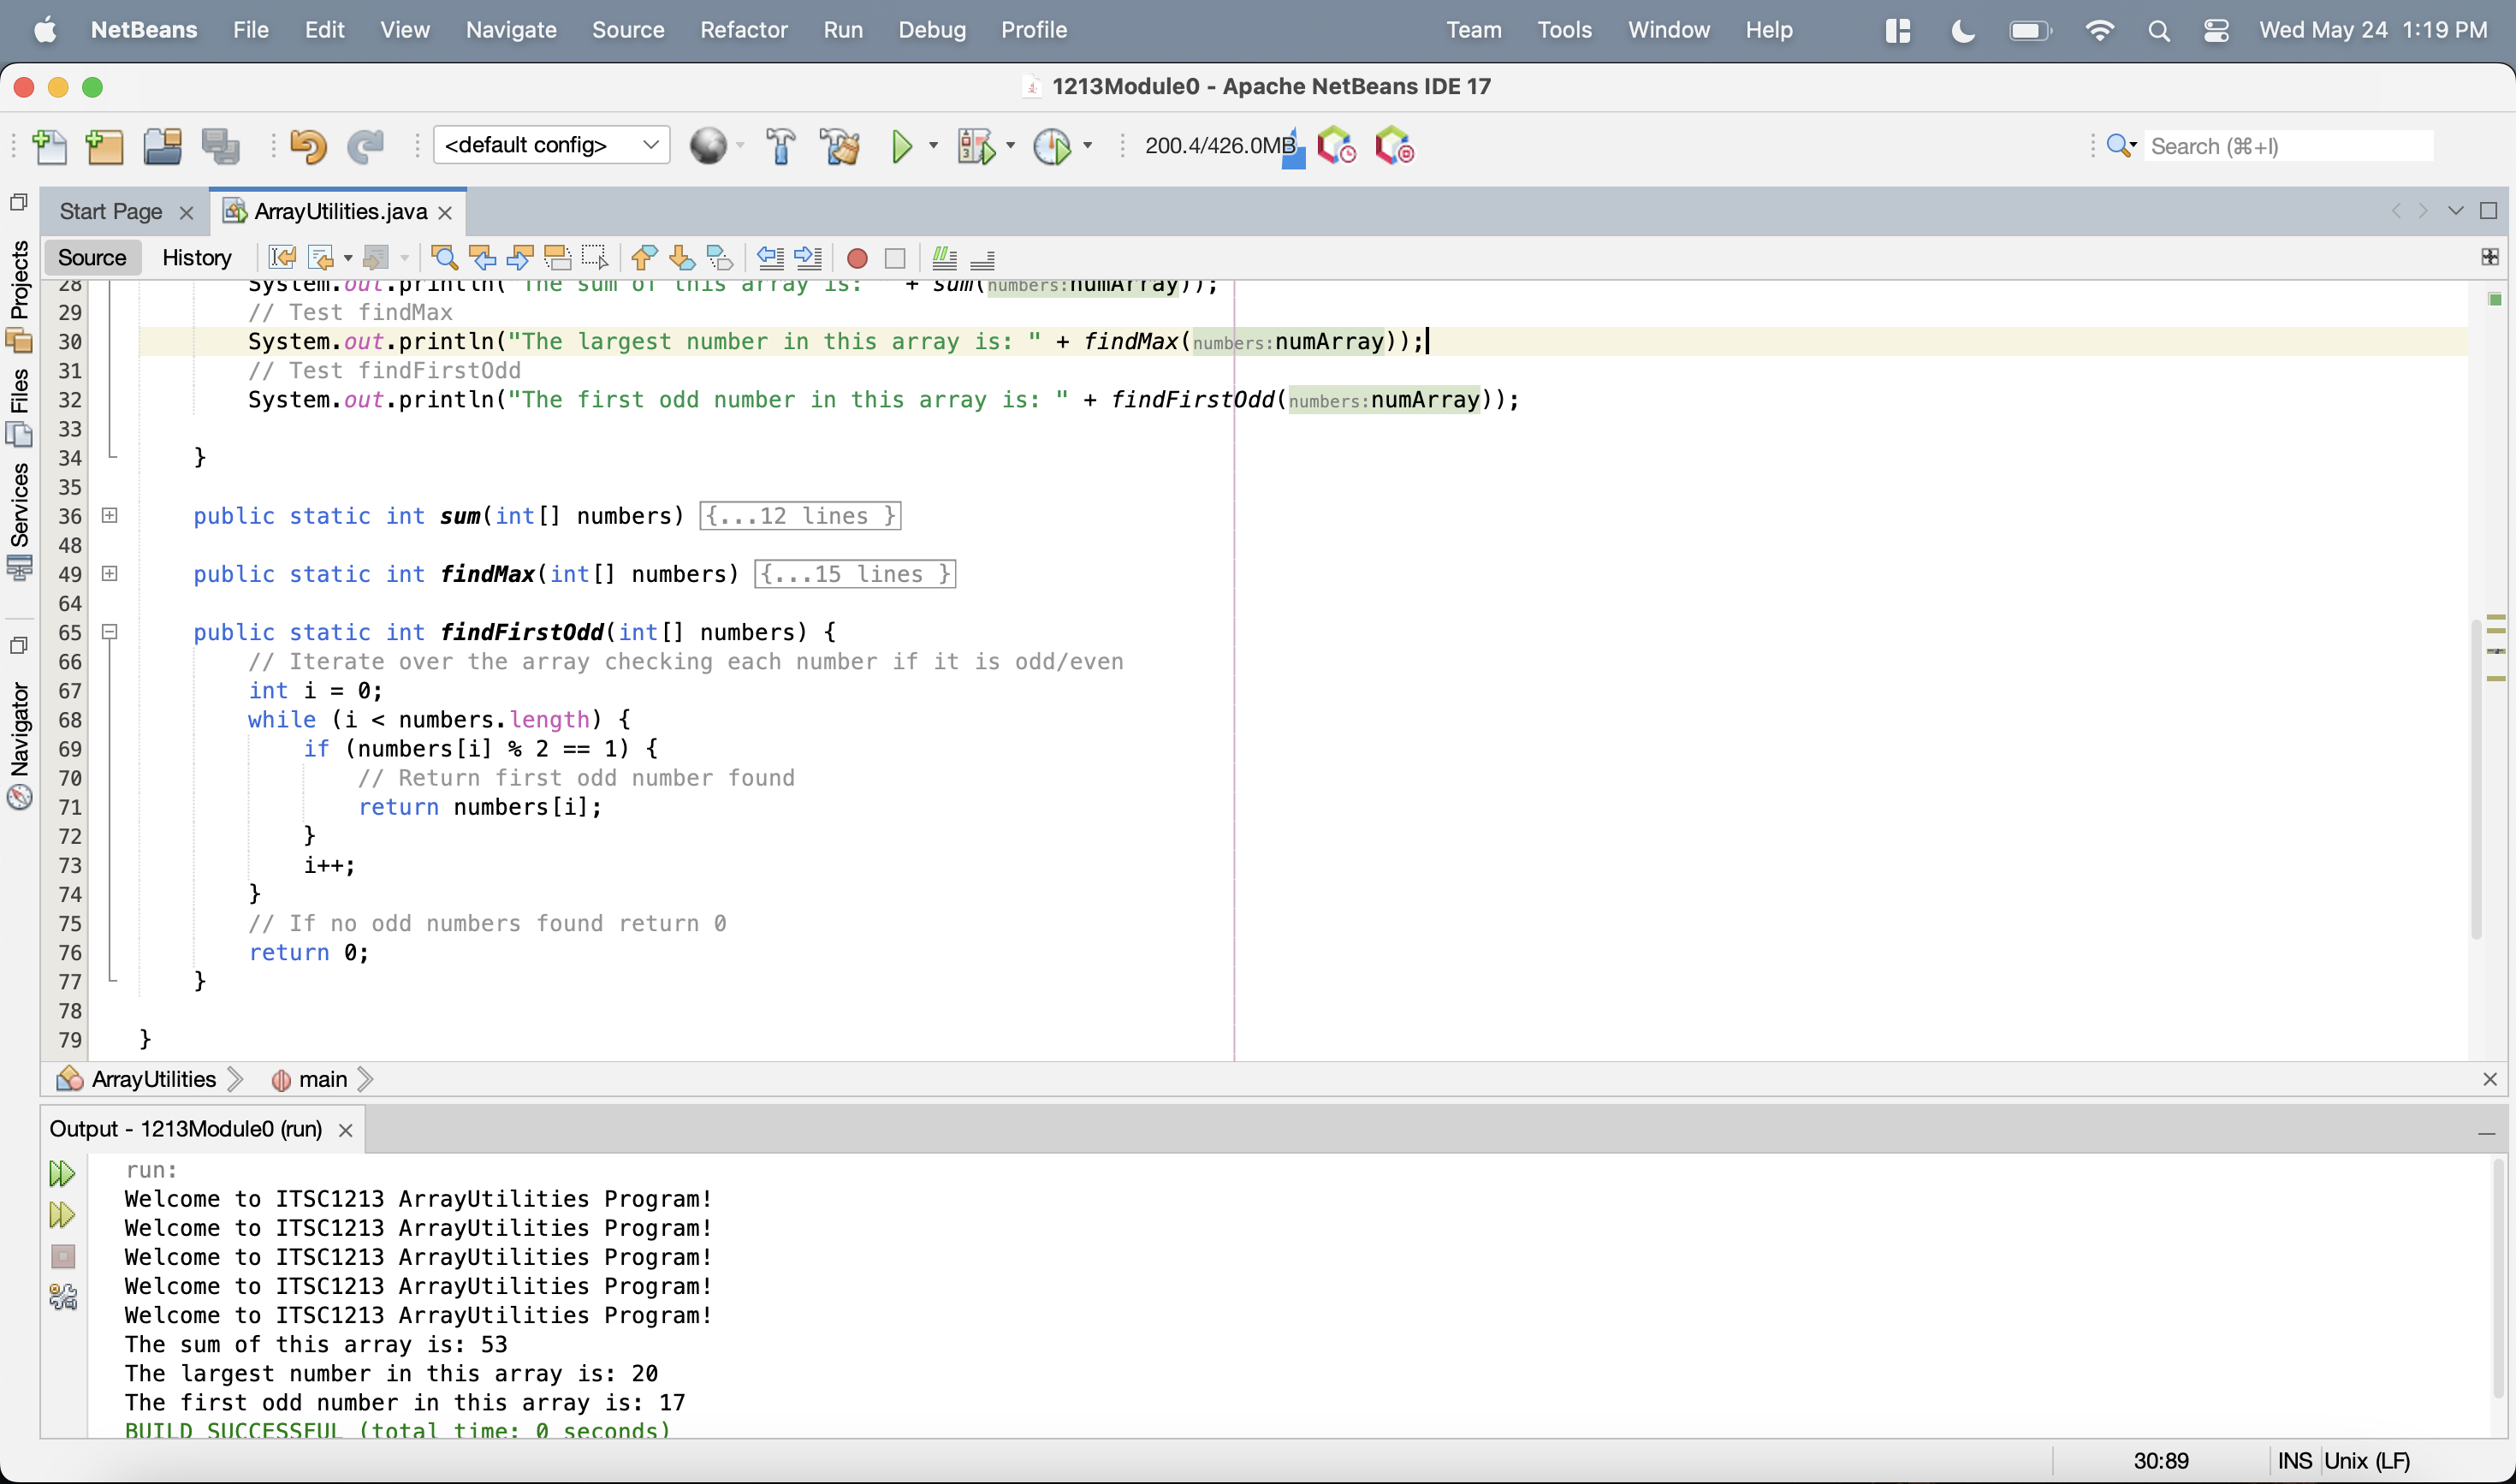 NetBeans File Edit View Navigate Source Refactor Run Debug Profile Team Tools Window Help Wed May 24 1:19 PM
1213Module0 - Apache NetBeans IDE 17
<default config> 200.4/426.0MB Search (⌘+I)
Start Page ArrayUtilities.java
Source History
Projects
Files
Services
Navigator
28 System.out.println("The sum of this array is: " + sum(numbers:numArray));
29 // Test findMax
30 System.out.println("The largest number in this array is: " + findMax(numbers:numArray));
31 // Test findFirstOdd
32 System.out.println("The first odd number in this array is: " + findFirstOdd(numbers:numArray));
33
34 }
35
36 public static int sum(int[] numbers) {...12 lines }
48
49 public static int findMax(int[] numbers) {...15 lines }
64
65 public static int findFirstOdd(int[] numbers) {
66 // Iterate over the array checking each number if it is odd/even
67 int i = 0;
68 while (i < numbers.length) {
69 if (numbers[i] % 2 == 1) {
70 // Return first odd number found
71 return numbers[i];
72 }
73 i++;
74 }
75 // If no odd numbers found return 0
76 return 0;
77 }
78
79 }
ArrayUtilities main
Output - 1213Module0 (run)
run:
Welcome to ITSC1213 ArrayUtilities Program!
Welcome to ITSC1213 ArrayUtilities Program!
Welcome to ITSC1213 ArrayUtilities Program!
Welcome to ITSC1213 ArrayUtilities Program!
Welcome to ITSC1213 ArrayUtilities Program!
The sum of this array is: 53
The largest number in this array is: 20
The first odd number in this array is: 17
BUILD SUCCESSFUL (total time: 0 seconds)
30:89 INS Unix (LF)